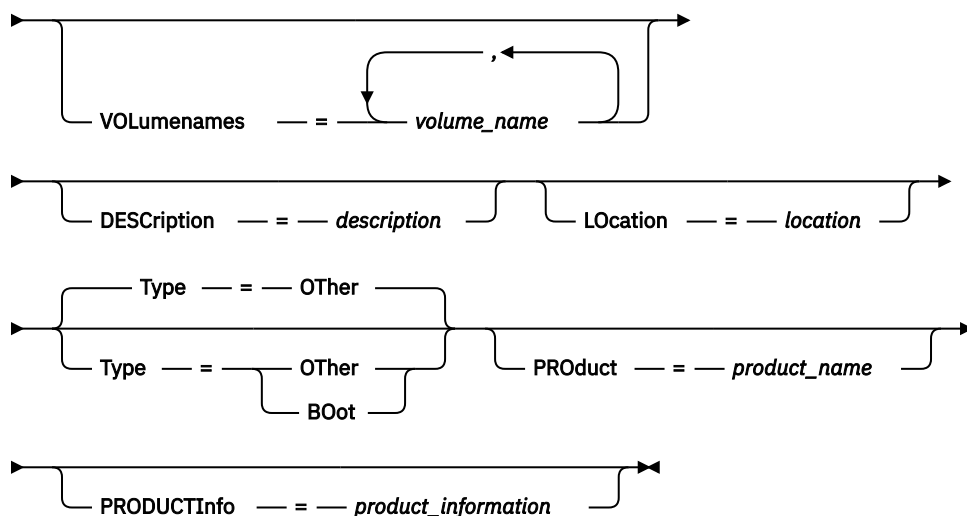 ,
VOLumenames = volume_name
DESCription = description LOcation = location
Type = OTher
Type = OTher PROduct = product_name
BOot
PRODUCTInfo = product_information